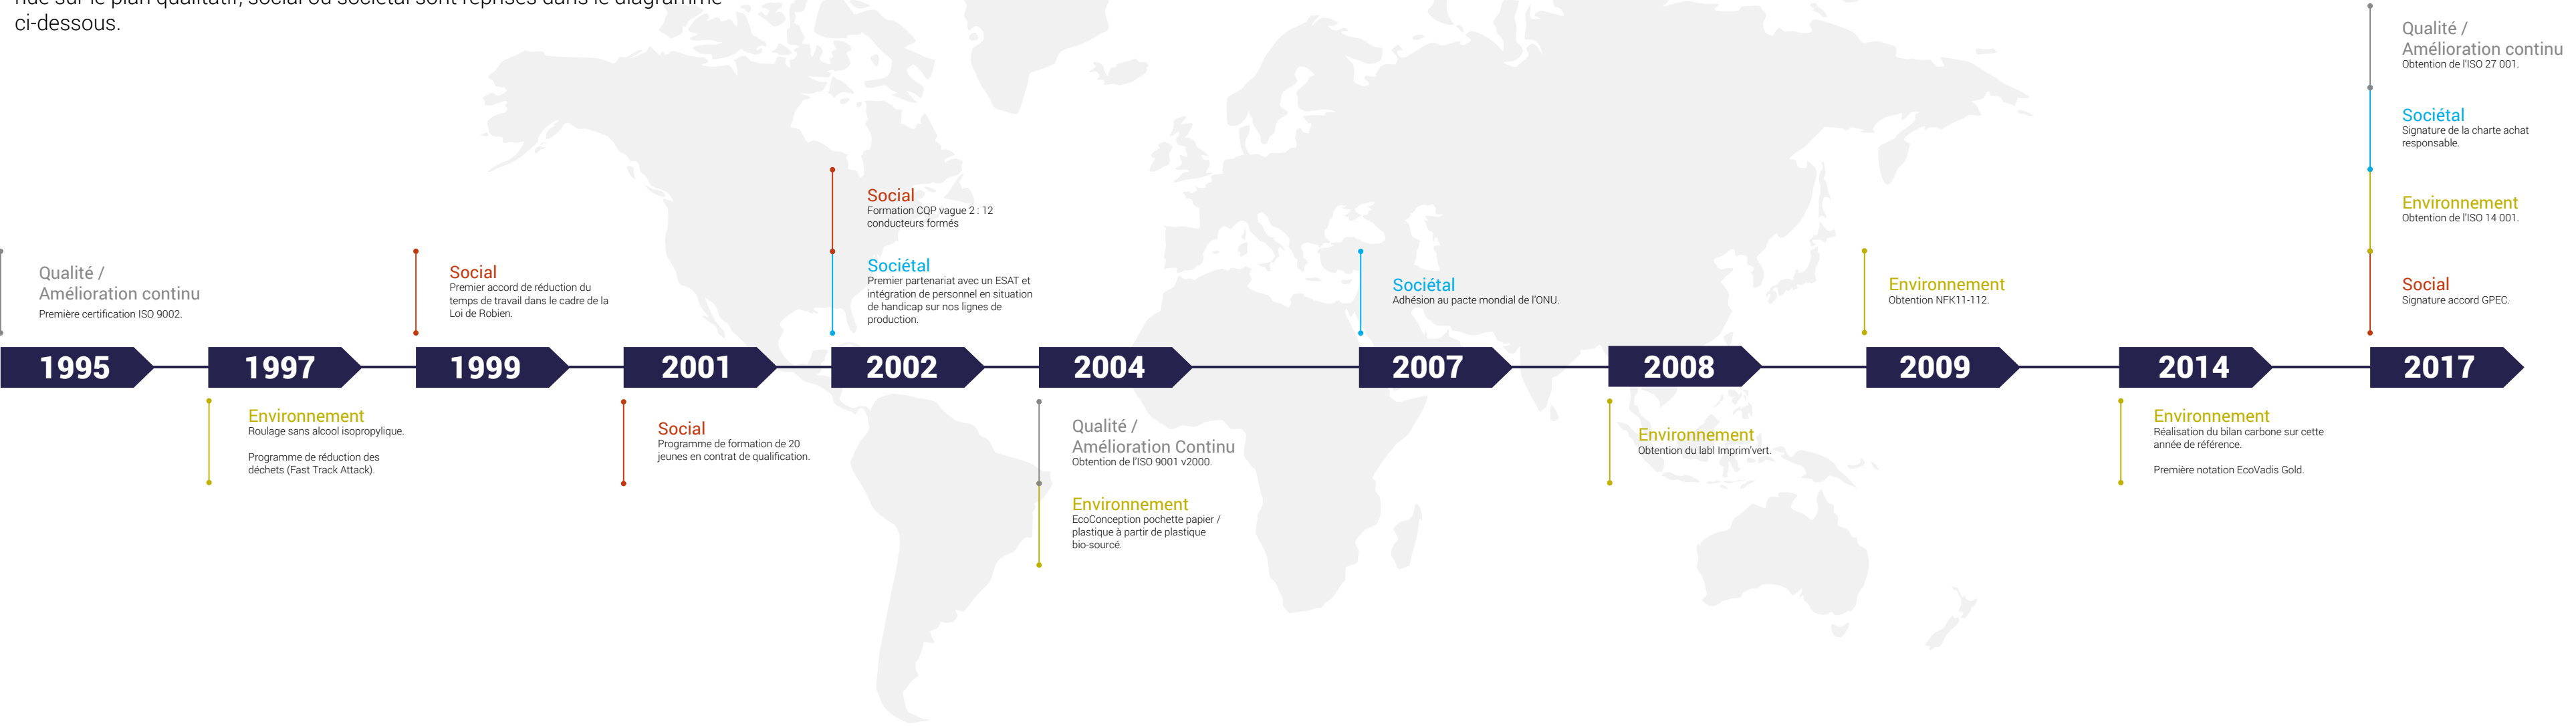 ci-dessous.
Qualité /
Amélioration continu
Obtention de l'ISO 27 001.
Sociétal
Signature de la charte achat
responsable.
Environnement
Obtention de l'ISO 14 001.
Social
Signature accord GPEC.
Social
Formation CQP vague 2 : 12
conducteurs formés
Sociétal
Premier partenariat avec un ESAT et
intégration de personnel en situation
de handicap sur nos lignes de
production.
Qualité /
Amélioration continu
Première certification ISO 9002.
Social
Premier accord de réduction du
temps de travail dans le cadre de la
Loi de Robien.
Sociétal
Adhésion au pacte mondial de l'ONU.
Environnement
Obtention NFK11-112.
1995
1997
1999
2001
2002
2004
2007
2008
2009
2014
2017
Environnement
Roulage sans alcool isopropylique.
Programme de réduction des
déchets (Fast Track Attack).
Social
Programme de formation de 20
jeunes en contrat de qualification.
Qualité /
Amélioration Continu
Obtention de l'ISO 9001 v2000.
Environnement
EcoConception pochette papier /
plastique à partir de plastique
bio-sourcé.
Environnement
Obtention du labl Imprim'vert.
Environnement
Réalisation du bilan carbone sur cette
année de référence.
Première notation EcoVadis Gold.